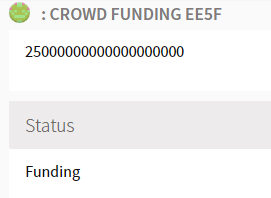 : CROWD FUNDING EE5F
25000000000000000000
Status
Funding